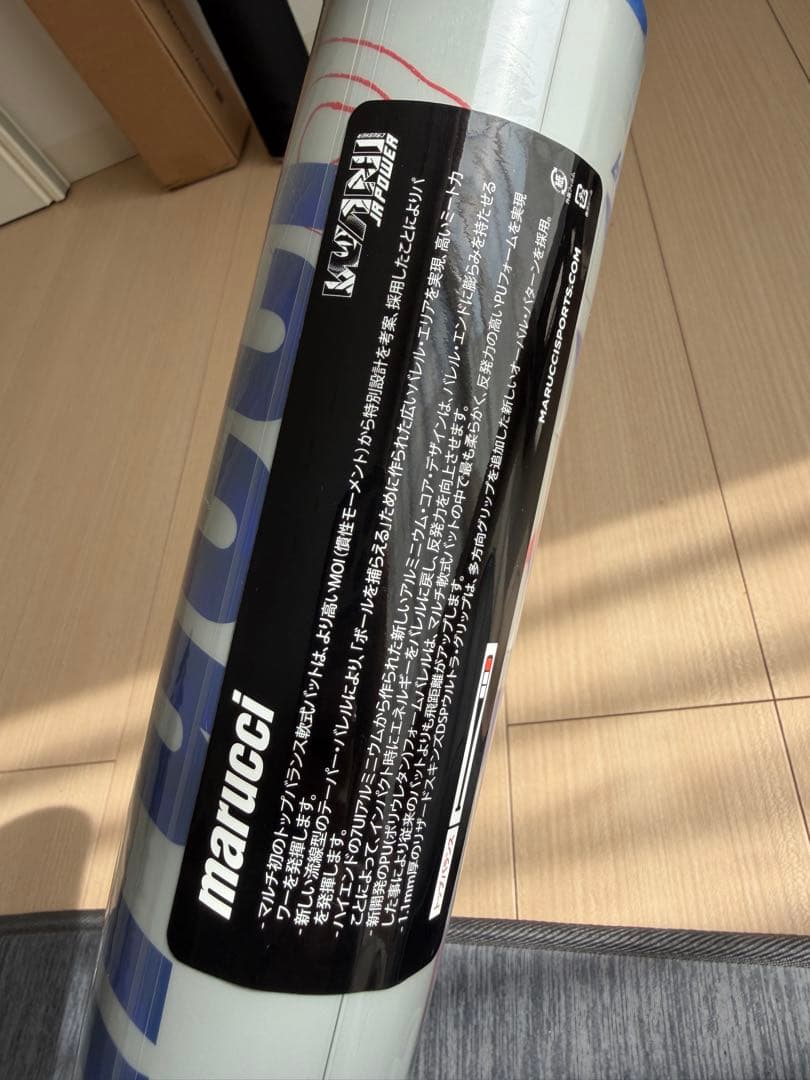 marucci
CRUSHER
JR POWER
-マルチ初のトップバランス軟式バットは、より高いMOI(慣性モーメント)から特別設計を考案、採用したことによりパ
ワーを発揮します。
-新しい流線型のテーパー・バレルにより、「ボールを捕らえる」ために作られた広いバレル・エリアを実現、高いミート力
を発揮します。
-ハイエンドの7U1アルミニウムから作られた新しいアルミニウム・コア・デザインは、バレル・エンドに膨らみを持たせる
ことによって、インパクト時にエネルギーをバレルに戻し、反発力を向上させます。
-新開発のPU(ポリウレタン)フォームバレルは、マルチ軟式バットの中で最も柔らかく、反発力の高いPUフォームを実現
した事により従来のバットよりも飛距離がアップします。
-1.1mm厚のリザードスキンズDSPウルトラ・グリップは、多方向グリップを追加した新しいオーバル・パターンを採用。
トップバランス
MARUCCISPORTS.COM
紙